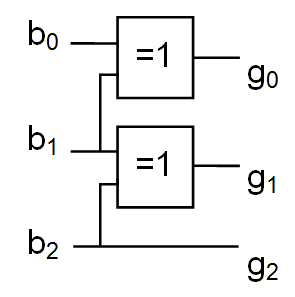 b₀
=1
g₀
b₁
=1
g₁
b₂
g₂